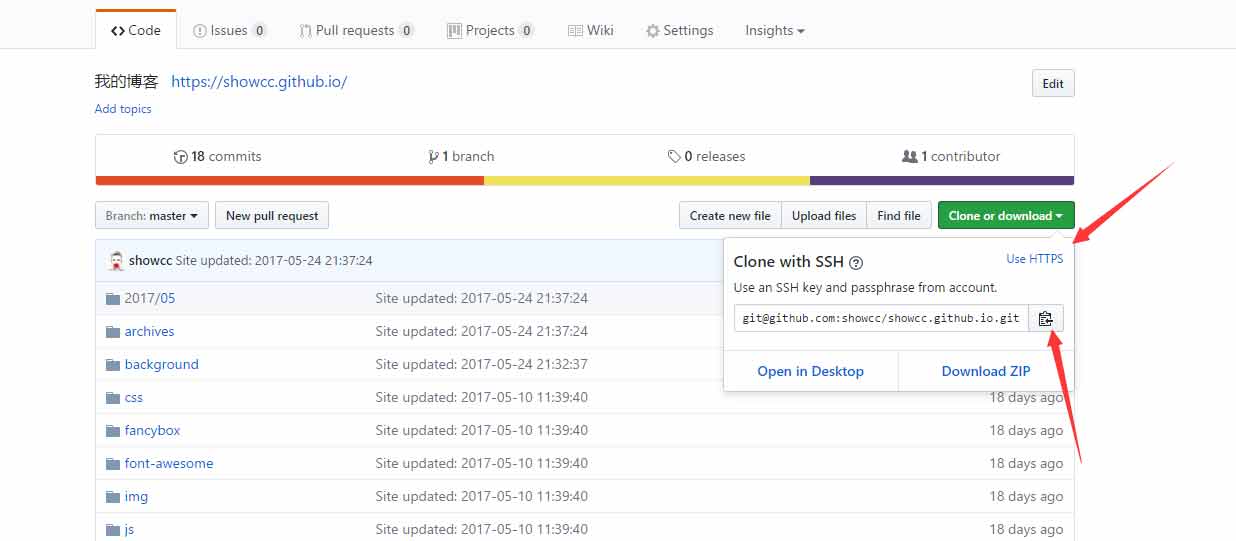 Code Issues 0 Pull requests 0 Projects 0 Wiki Settings Insights
我的博客 https://showcc.github.io/ Edit
Add topics
18 commits 1 branch 0 releases 1 contributor
Branch: master New pull request Create new file Upload files Find file Clone or download
showcc Site updated: 2017-05-24 21:37:24
Clone with SSH ? Use HTTPS
Use an SSH key and passphrase from account.
git@github.com:showcc/showcc.github.io.git
Open in Desktop Download ZIP
2017/05 Site updated: 2017-05-24 21:37:24
archives Site updated: 2017-05-24 21:37:24
background Site updated: 2017-05-24 21:32:37
css Site updated: 2017-05-10 11:39:40 18 days ago
fancybox Site updated: 2017-05-10 11:39:40 18 days ago
font-awesome Site updated: 2017-05-10 11:39:40 18 days ago
img Site updated: 2017-05-10 11:39:40 18 days ago
js Site updated: 2017-05-10 11:39:40 18 days ago